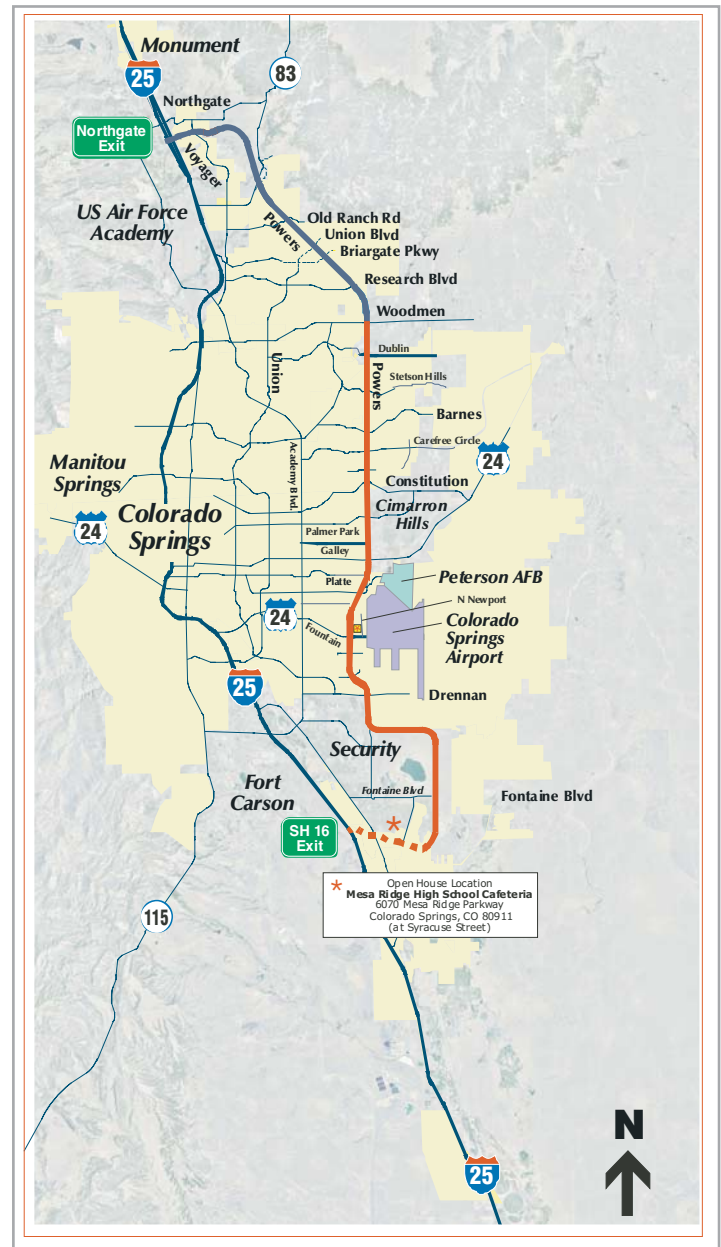 Monument
25
83
Northgate
Northgate
Exit
Voyager
US Air Force
Academy
Powers
Old Ranch Rd
Union Blvd
Briargate Pkwy
Research Blvd
Woodmen
Dublin
Union
Powers
Stetson Hills
Barnes
Carefree Circle
Academy Blvd.
24
Manitou
Springs
Constitution
Cimarron
Hills
24
Colorado
Springs
Palmer Park
Galley
Platte
Peterson AFB
N Newport
24
Fountain
Colorado
Springs
Airport
25
Drennan
Security
Fort
Carson
Fontaine Blvd
Fontaine Blvd
SH 16
Exit
*
* Open House Location
Mesa Ridge High School Cafeteria
6070 Mesa Ridge Parkway
Colorado Springs, CO 80911
(at Syracuse Street)
115
N
25